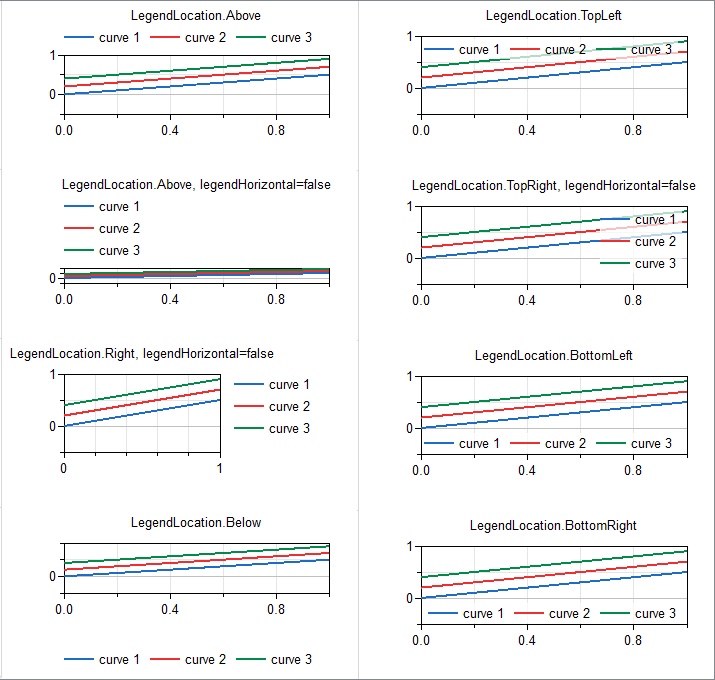 LegendLocation.Above
curve 1 curve 2 curve 3
1
0
0.0 0.4 0.8
LegendLocation.TopLeft
1
curve 1 curve 2 curve 3
0
0.0 0.4 0.8
LegendLocation.Above, legendHorizontal=false
curve 1
curve 2
curve 3
0
0.0 0.4 0.8
LegendLocation.TopRight, legendHorizontal=false
1
curve 1
curve 2
0
curve 3
0.0 0.4 0.8
LegendLocation.Right, legendHorizontal=false
1
curve 1
curve 2
0
curve 3
0 1
LegendLocation.BottomLeft
1
0
curve 1 curve 2 curve 3
0.0 0.4 0.8
LegendLocation.Below
0
0.0 0.4 0.8
curve 1 curve 2 curve 3
LegendLocation.BottomRight
1
0
curve 1 curve 2 curve 3
0.0 0.4 0.8